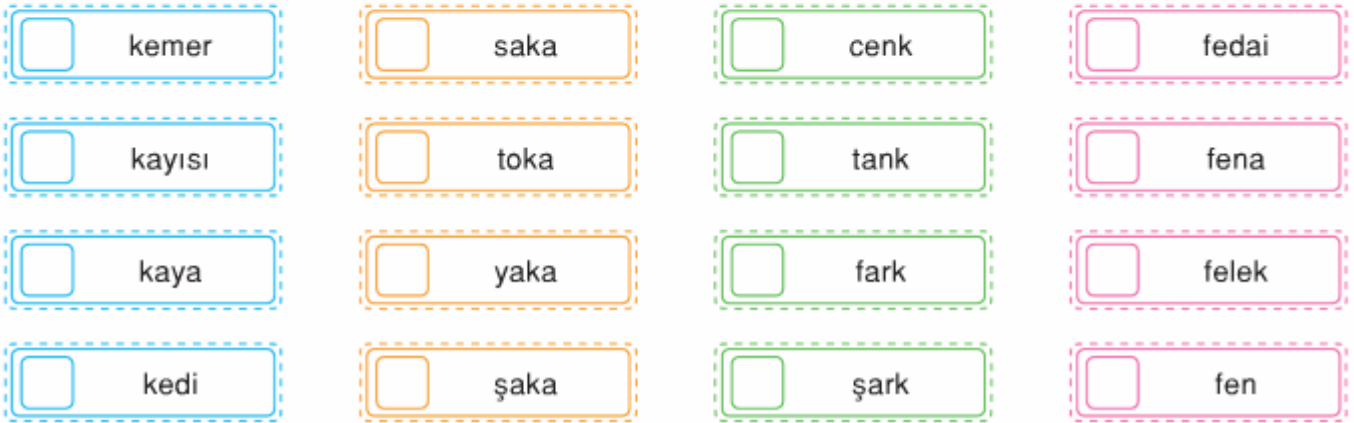 kemer
saka
cenk
fedai
kayısı
toka
tank
fena
kaya
yaka
fark
felek
kedi
şaka
şark
fen